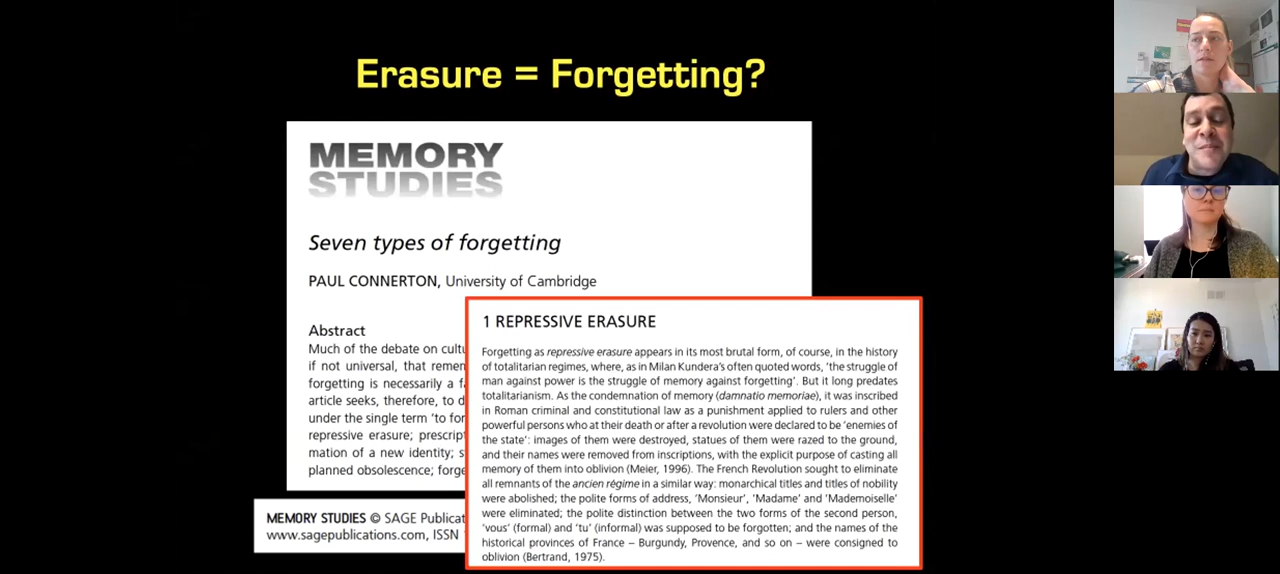 Erasure = Forgetting?
MEMORY
STUDIES
Seven types of forgetting
PAUL CONNERTON, University of Cambridge
Abstract
Much of the debate on cultu
if not universal, that remem
forgetting is necessarily a fa
article seeks, therefore, to d
under the single term ‘to for
repressive erasure; prescript
mation of a new identity; s
planned obsolescence; forge
MEMORY STUDIES © SAGE Publicat
www.sagepublications.com, ISSN
1 REPRESSIVE ERASURE
Forgetting as repressive erasure appears in its most brutal form, of course, in the history
of totalitarian regimes, where, as in Milan Kundera’s often quoted words, ‘the struggle of
man against power is the struggle of memory against forgetting’. But it long predates
totalitarianism. As the condemnation of memory (damnatio memoriae), it was inscribed
in Roman criminal and constitutional law as a punishment applied to rulers and other
powerful persons who at their death or after a revolution were declared to be ‘enemies of
the state’: images of them were destroyed, statues of them were razed to the ground,
and their names were removed from inscriptions, with the explicit purpose of casting all
memory of them into oblivion (Meier, 1996). The French Revolution sought to eliminate
all remnants of the ancien régime in a similar way: monarchical titles and titles of nobility
were abolished; the polite forms of address, ‘Monsieur’, ‘Madame’ and ‘Mademoiselle’
were eliminated; the polite distinction between the two forms of the second person,
‘vous’ (formal) and ‘tu’ (informal) was supposed to be forgotten; and the names of the
historical provinces of France – Burgundy, Provence, and so on – were consigned to
oblivion (Bertrand, 1975).